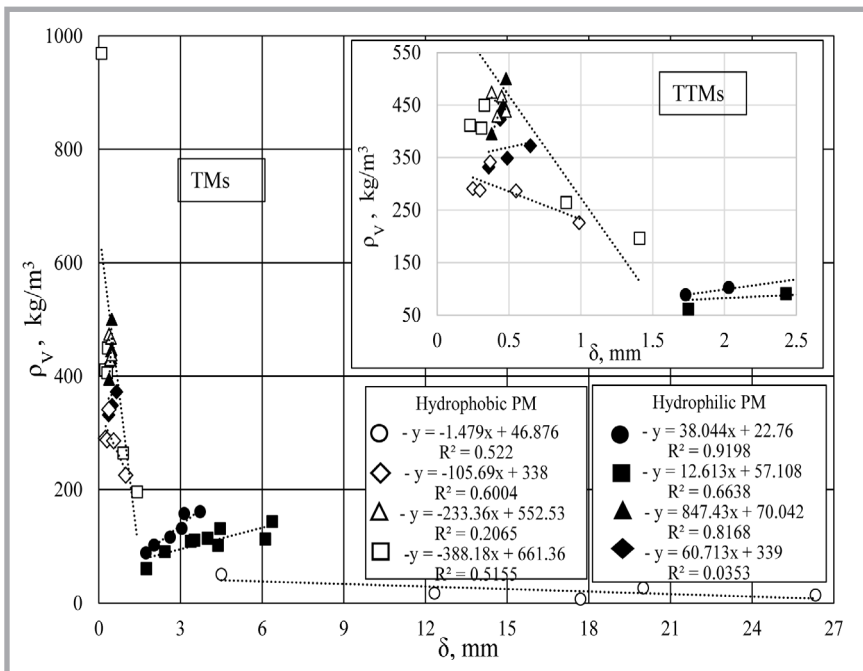 1000
800
600
400
200
0
ρV , kg/m³
0 3 6 9 12 15 18 21 24 27
δ, mm
TMs
550
450
350
250
150
50
ρV , kg/m³
0 0.5 1 1.5 2 2.5
δ, mm
TTMs
Hydrophobic PM
- y = -1.479x + 46.876
R² = 0.522
- y = -105.69x + 338
R² = 0.6004
- y = -233.36x + 552.53
R² = 0.2065
-y = -388.18x + 661.36
R² = 0.5155
Hydrophilic PM
- y = 38.044x + 22.76
R² = 0.9198
- y = 12.613x + 57.108
R² = 0.6638
- y = 847.43x + 70.042
R² = 0.8168
- y = 60.713x + 339
R² = 0.0353